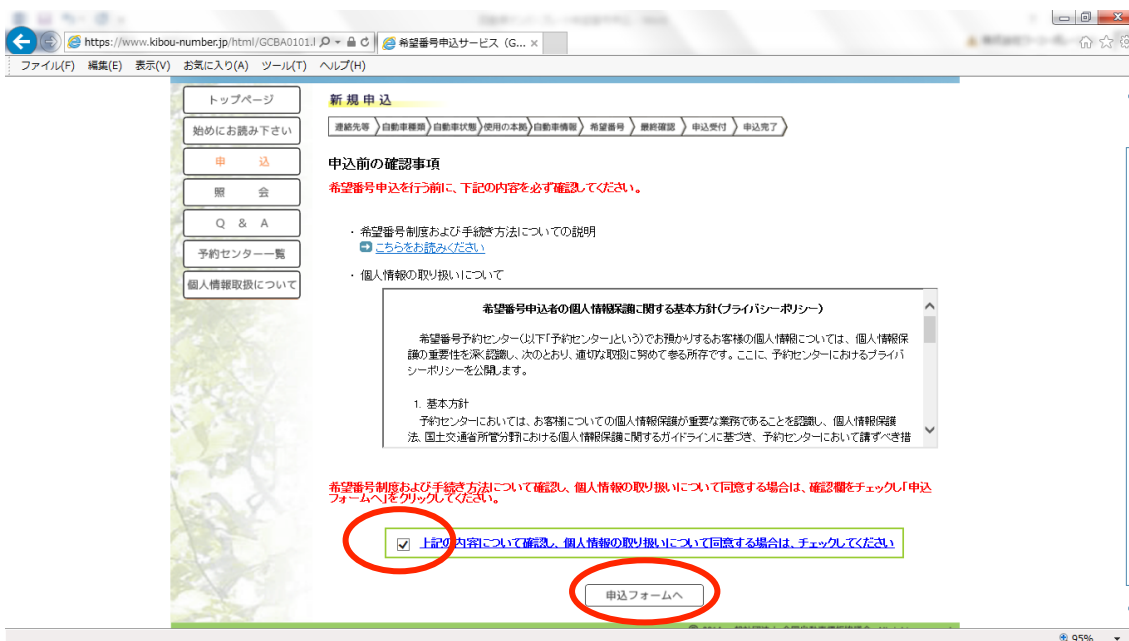 https://www.kibou-number.jp/html/GCBA0101.l
希望番号申込サービス（G... ×
ファイル(F) 編集(E) 表示(V) お気に入り(A) ツール(T) ヘルプ(H)
トップページ
始めにお読み下さい
申 込
照 会
Q & A
予約センター一覧
個人情報取扱について
新規申込
連絡先等 自動車種類 自動車状態 使用の本拠 自動車情報 希望番号 最終確認 申込受付 申込完了
申込前の確認事項
希望番号申込を行う前に、下記の内容を必ず確認してください。
・ 希望番号制度および手続き方法についての説明
こちらをお読みください
・ 個人情報の取り扱いについて
希望番号申込者の個人情報保護に関する基本方針(プライバシーポリシー)
希望番号予約センター(以下「予約センター」という)でお預かりするお客様の個人情報については、個人情報保
護の重要性を深く認識し、次のとおり、適切な取扱に努めて参る所存です。ここに、予約センターにおけるプライバ
シーポリシーを公開します。
1. 基本方針
予約センターにおいては、お客様についての個人情報保護が重要な業務であることを認識し、個人情報保護
法、国土交通省所管分野における個人情報保護に関するガイドラインに基づき、予約センターにおいて講ずべき措
希望番号制度および手続き方法について確認し、個人情報の取り扱いについて同意する場合は、確認欄をチェックし「申込
フォームへ」をクリックしてください。
上記の内容について確認し、個人情報の取り扱いについて同意する場合は、チェックしてください
申込フォームへ
95%